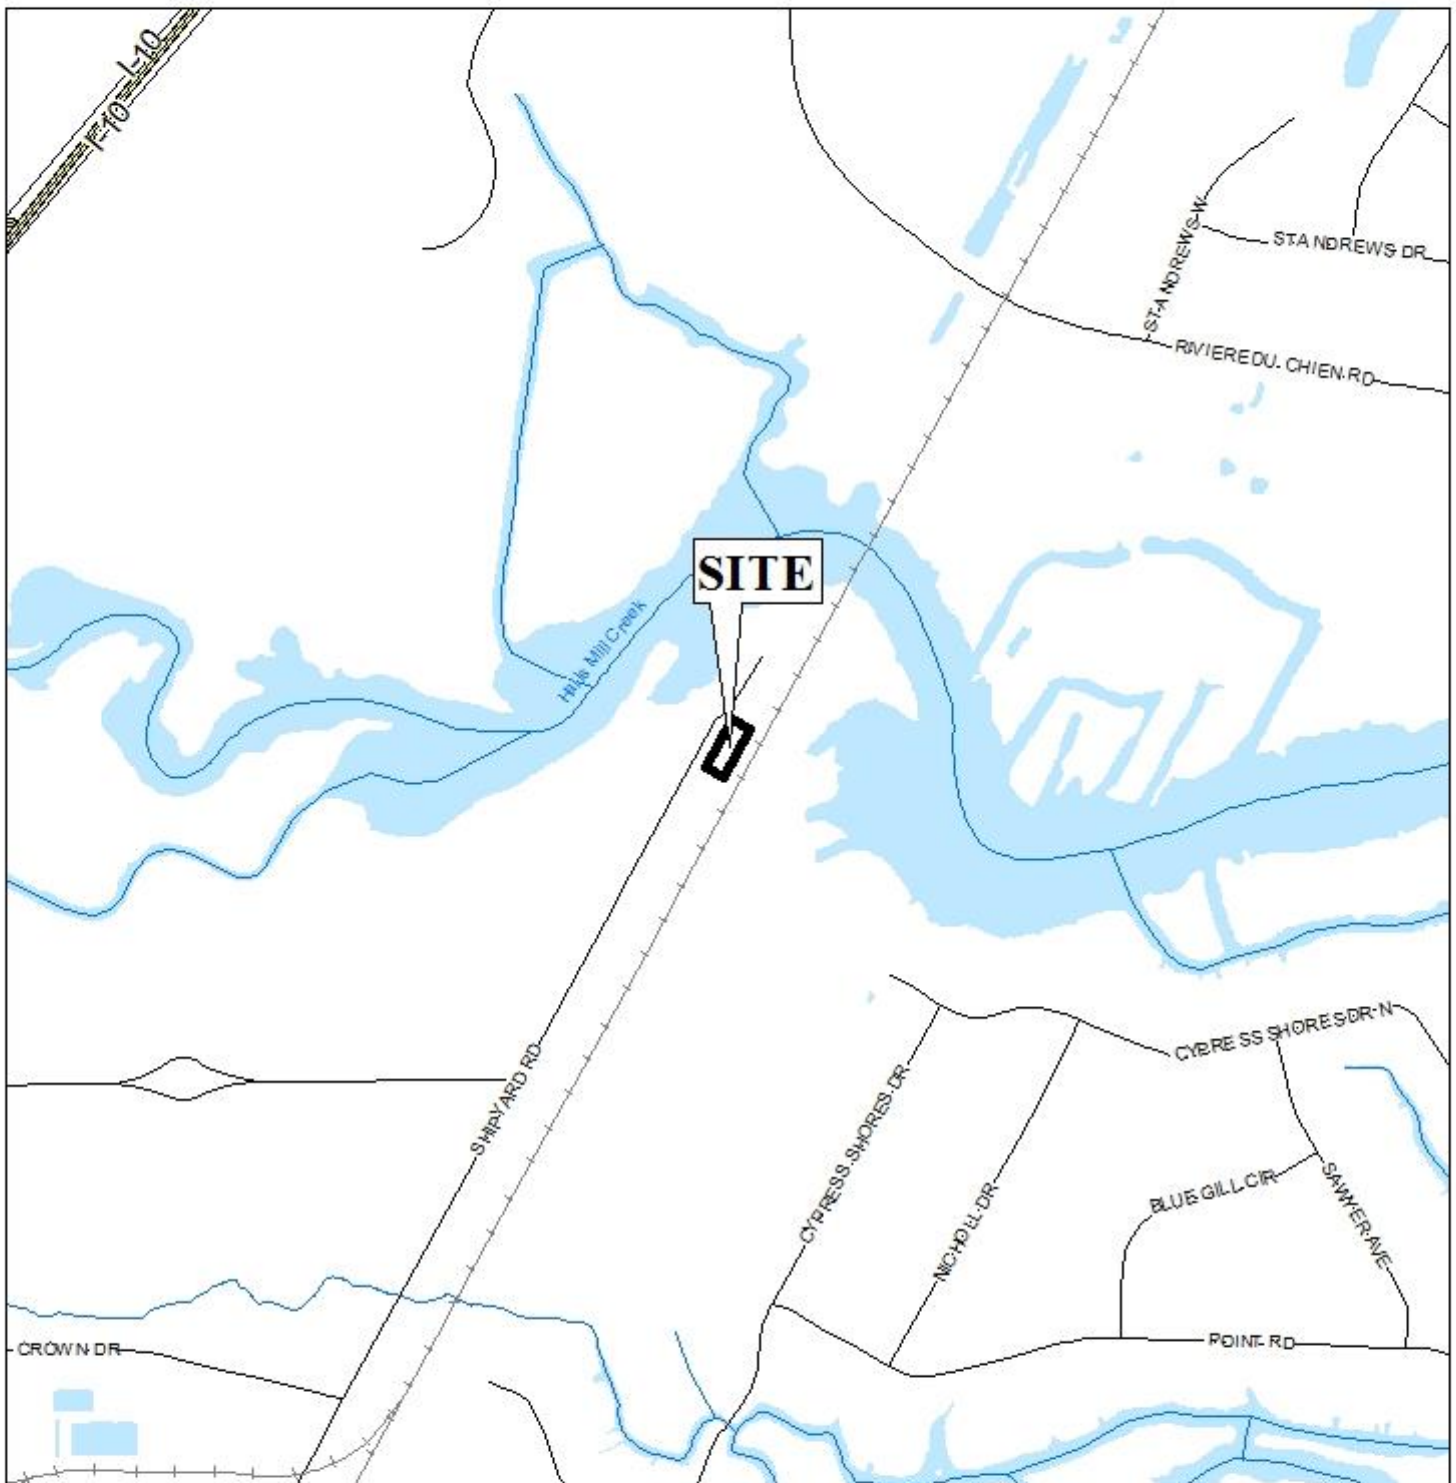 I-10
I-10
ST ANDREWS W
ST ANDREWS DR
RIVIERE DU CHIEN RD
SITE
Halls Mill Creek
SHIPYARD RD
CYPRESS SHORES DR N
CYPRESS SHORES DR
NICHOLL DR
BLUE GILL CIR
SAWYER AVE
CROWN DR
POINT RD